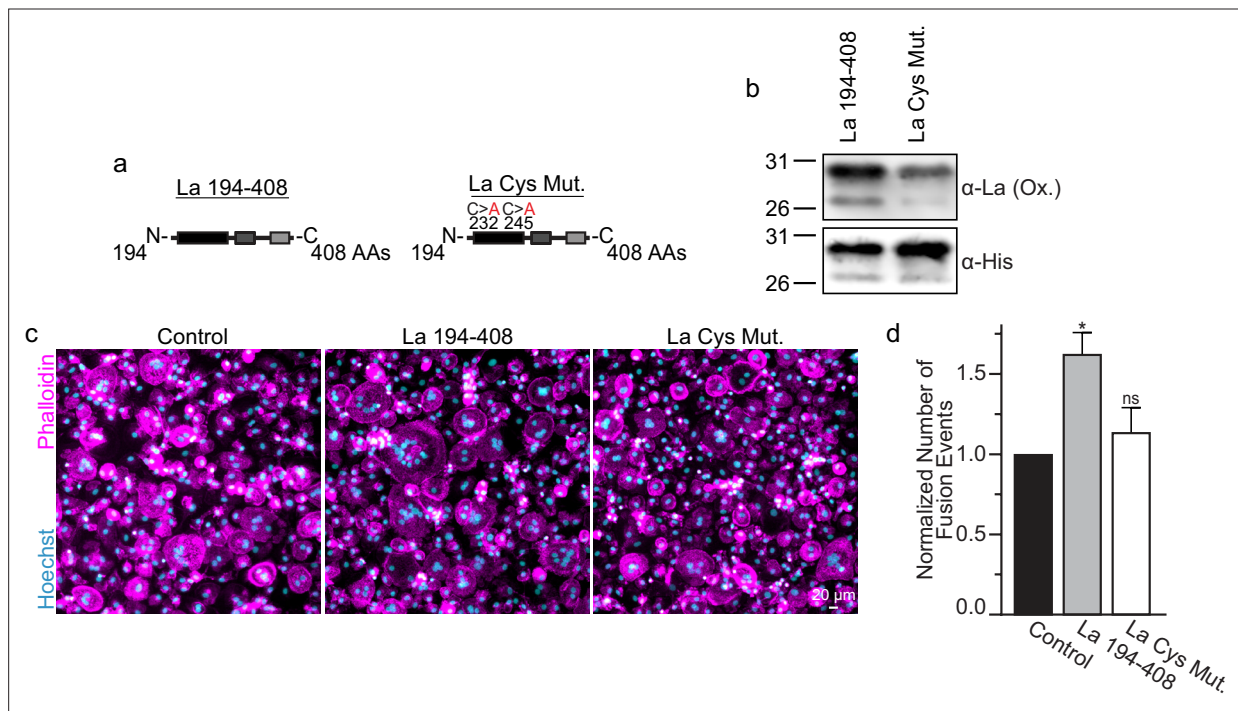 a
La 194-408
N-
-C
194
408 AAs
La Cys Mut.
C>A C>A
232 245
N-
-C
194
408 AAs
b
La 194-408
La Cys Mut.
31
26
α-La (Ox.)
31
26
α-His
c
Control
La 194-408
La Cys Mut.
Phalloidin
Hoechst
20 µm
d
Normalized Number of
Fusion Events
1.5
1.0
0.5
0.0
*
ns
Control
La 194-408
La Cys Mut.